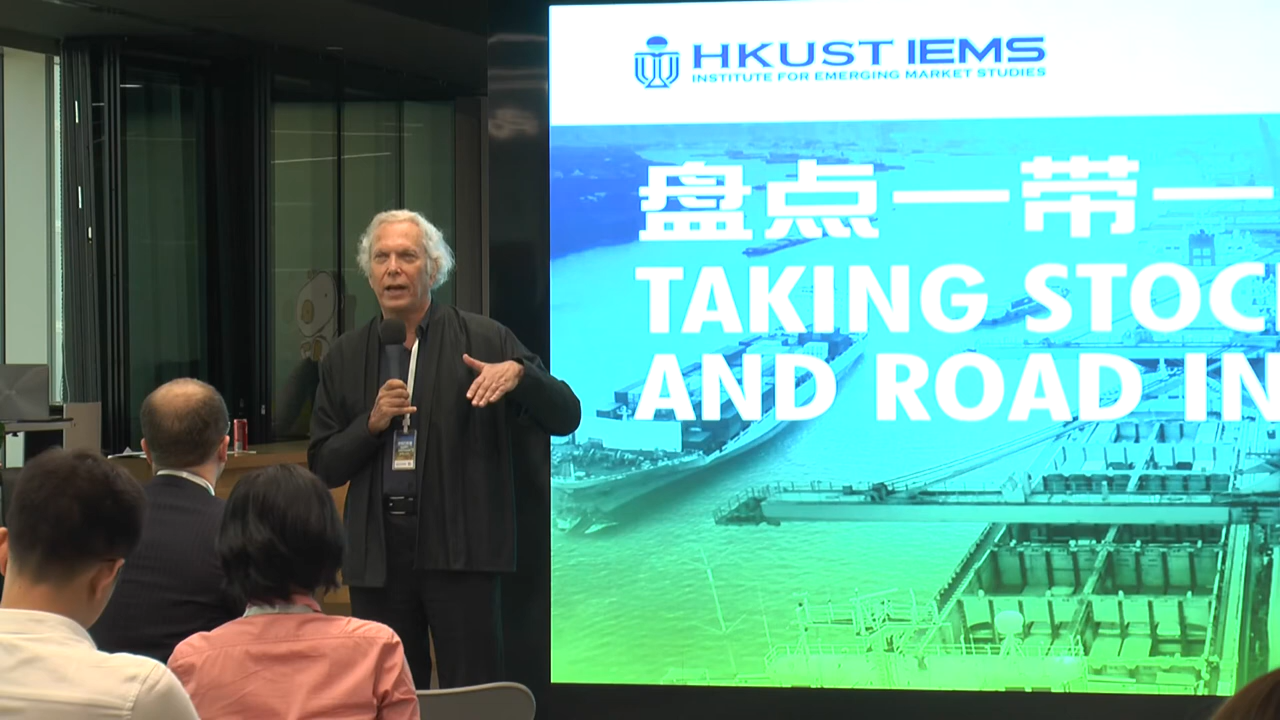 HKUST IEMS
INSTITUTE FOR EMERGING MARKET STUDIES
盘点一带一
TAKING STOC
AND ROAD IN